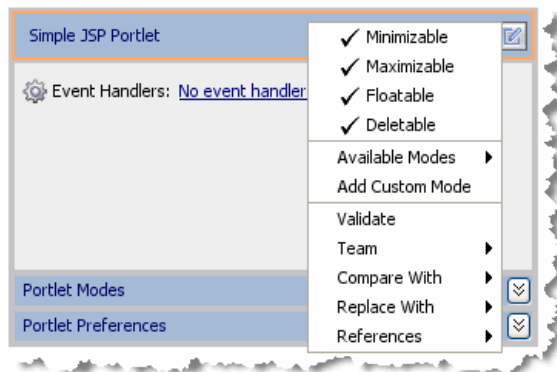 Simple JSP Portlet
Event Handlers: No event handler
Minimizable
Maximizable
Floatable
Deletable
Available Modes
Add Custom Mode
Validate
Team
Compare With
Replace With
References
Portlet Modes
Portlet Preferences